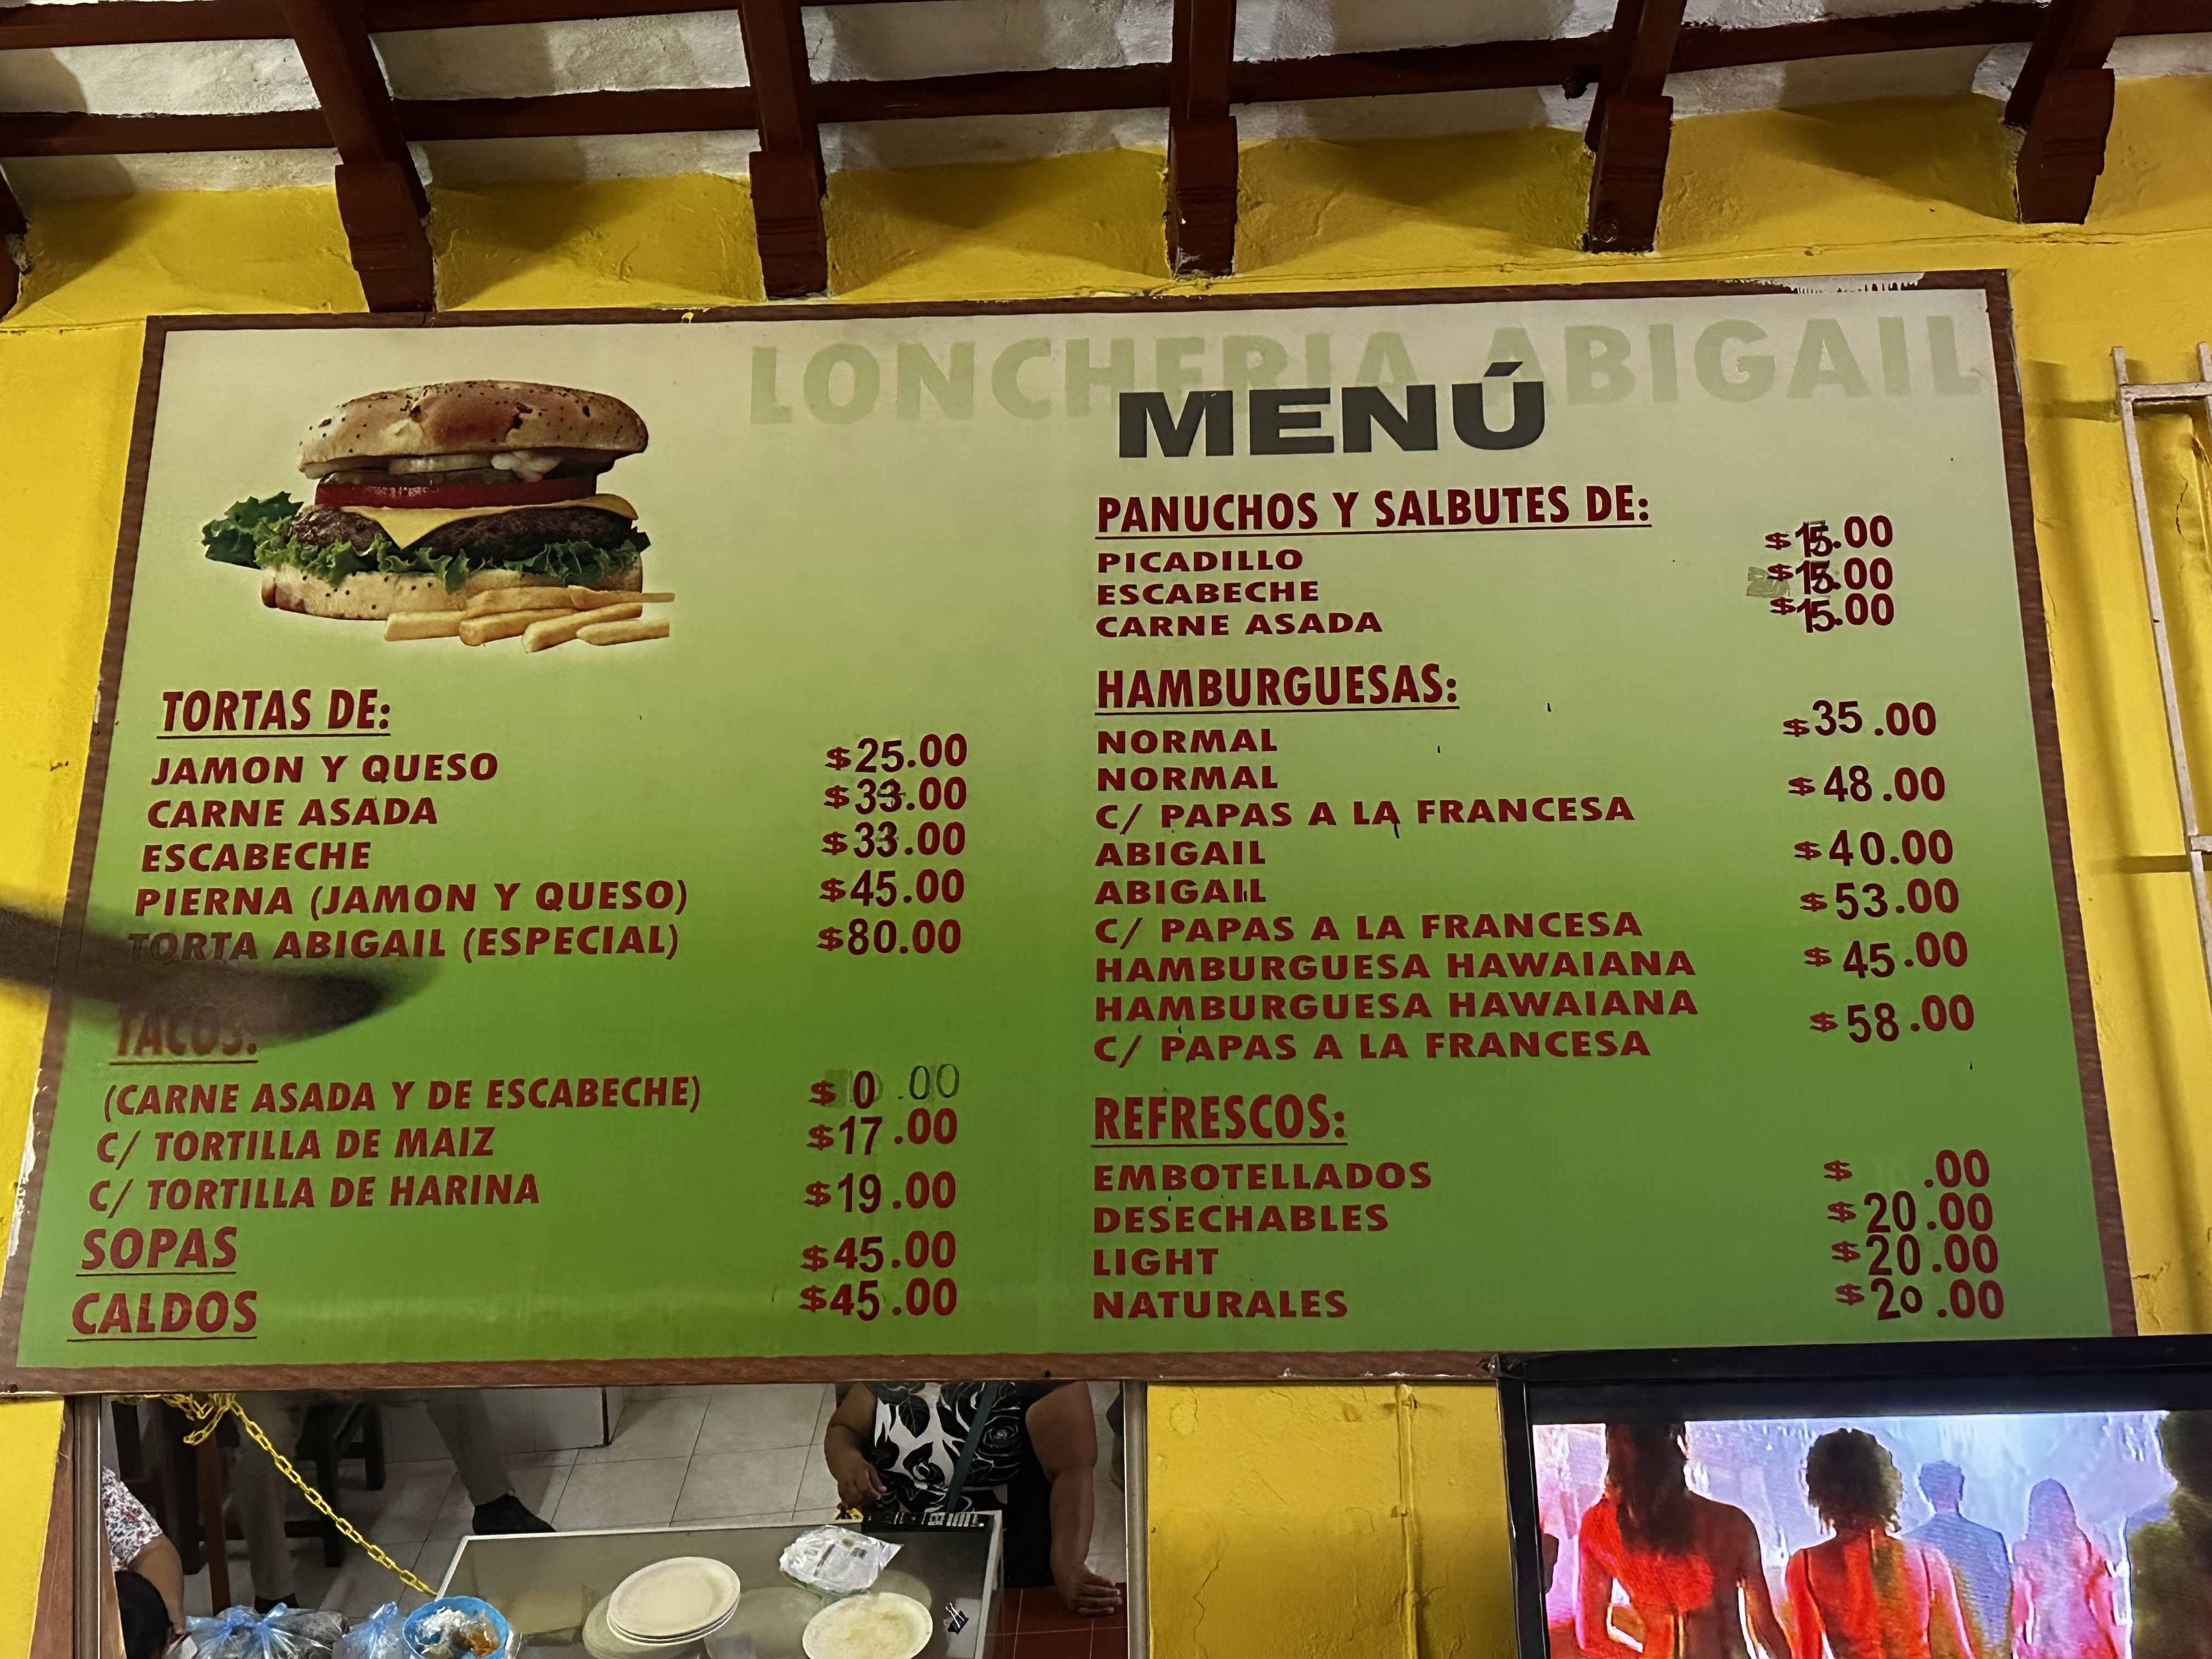 LONCHERIA ABIGAIL
MENÚ
TORTAS DE:
JAMON Y QUESO $25.00
CARNE ASADA $33.00
ESCABECHE $33.00
PIERNA (JAMON Y QUESO) $45.00
TORTA ABIGAIL (ESPECIAL) $80.00
TACOS:
(CARNE ASADA Y DE ESCABECHE) $ 0 .00
C/ TORTILLA DE MAIZ $17.00
C/ TORTILLA DE HARINA $19.00
SOPAS $45.00
CALDOS $45.00
PANUCHOS Y SALBUTES DE:
PICADILLO $15.00
ESCABECHE $15.00
CARNE ASADA $15.00
HAMBURGUESAS:
NORMAL $35.00
NORMAL
C/ PAPAS A LA FRANCESA $48.00
ABIGAIL $40.00
ABIGAIL
C/ PAPAS A LA FRANCESA $53.00
HAMBURGUESA HAWAIANA $45.00
HAMBURGUESA HAWAIANA
C/ PAPAS A LA FRANCESA $58.00
REFRESCOS:
EMBOTELLADOS $ .00
DESECHABLES $20.00
LIGHT $20.00
NATURALES $20.00